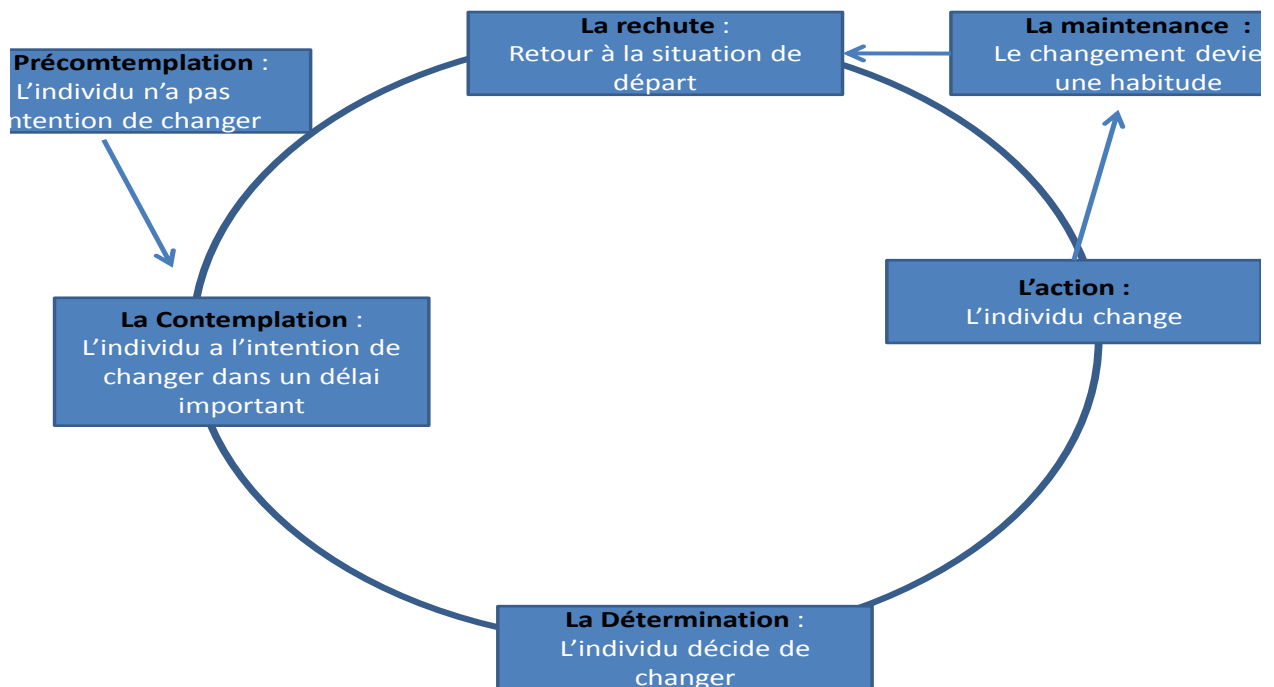 La rechute :
Retour à la situation de
départ
La maintenance :
Le changement devie
une habitude
Précomtemplation :
L'individu n'a pas
ntention de changer
L'action :
L'individu change
La Contemplation :
L'individu a l'intention de
changer dans un délai
important
La Détermination :
L'individu décide de
changer